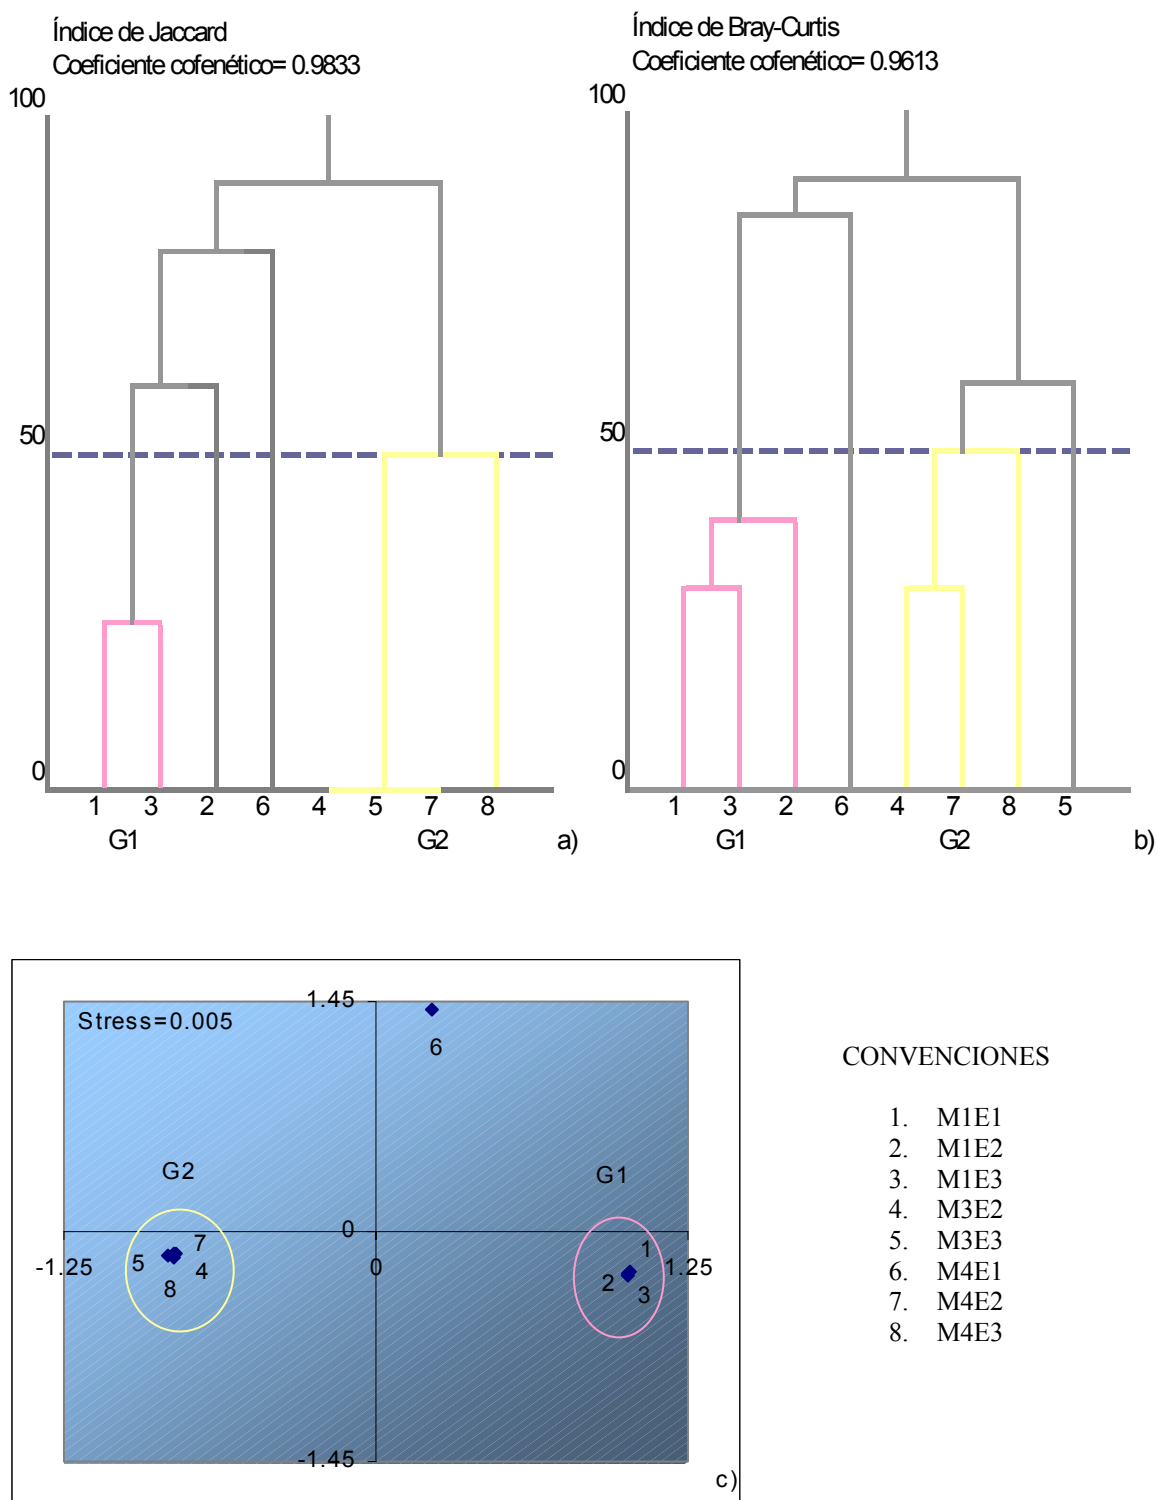 Índice de Jaccard
Coeficiente cofenético= 0.9833
100
50
0
1 3 2 6 4 5 7 8
G1 G2 a)
Índice de Bray-Curtis
Coeficiente cofenético= 0.9613
100
50
0
1 3 2 6 4 7 8 5
G1 G2 b)
1.45
Stress=0.005
6
G2
G1
0
7
1
5
-1.25
4
0
1.25
8
2
3
-1.45
c)
CONVENCIONES
1. M1E1
2. M1E2
3. M1E3
4. M3E2
5. M3E3
6. M4E1
7. M4E2
8. M4E3